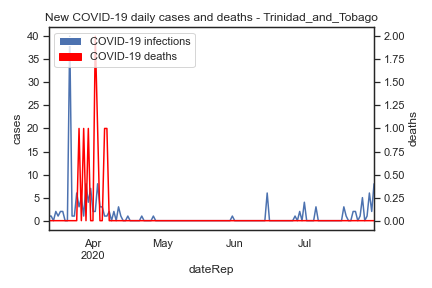 New COVID-19 daily cases and deaths - Trinidad_and_Tobago
COVID-19 infections
COVID-19 deaths
cases
40
35
30
25
20
15
10
5
0
2.00
1.75
1.50
1.25
1.00
0.75
0.50
0.25
0.00
deaths
Apr
2020
May
Jun
Jul
dateRep